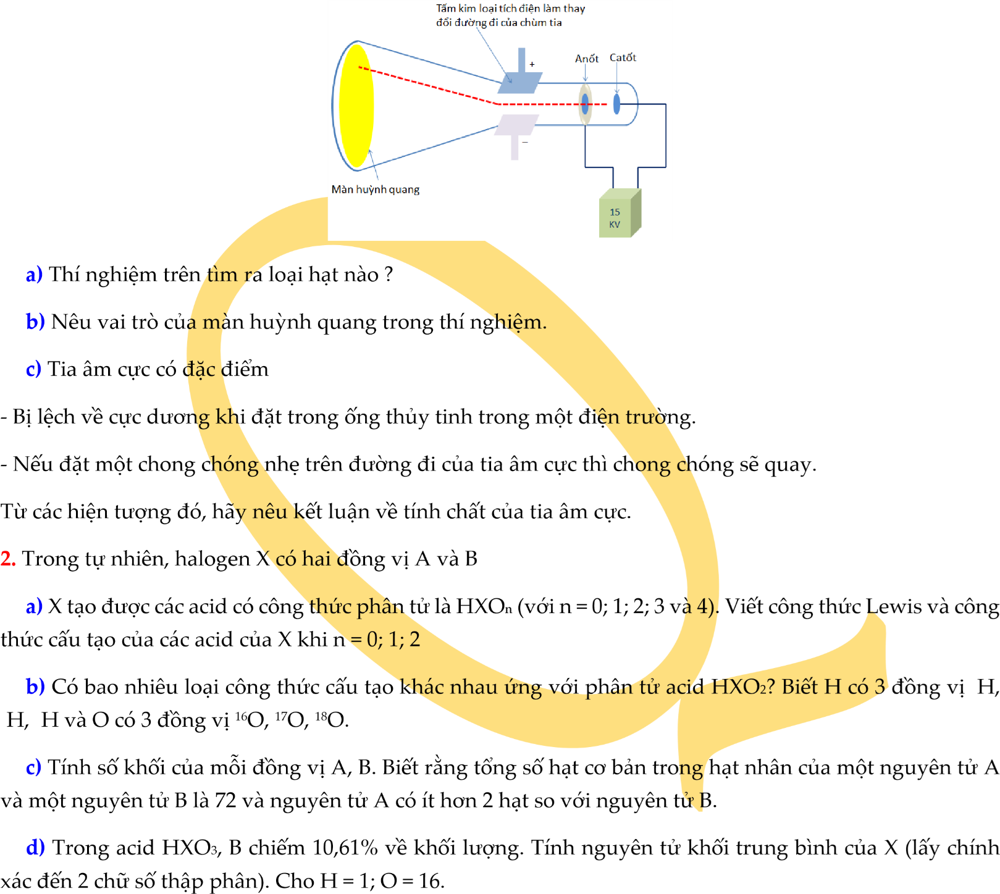 Tấm kim loại tích điện làm thay
đổi đường đi của chùm tia
+
Anốt Catốt
−
Màn huỳnh quang
15
KV
a) Thí nghiệm trên tìm ra loại hạt nào ?
b) Nêu vai trò của màn huỳnh quang trong thí nghiệm.
c) Tia âm cực có đặc điểm
- Bị lệch về cực dương khi đặt trong ống thủy tinh trong một điện trường.
- Nếu đặt một chong chóng nhẹ trên đường đi của tia âm cực thì chong chóng sẽ quay.
Từ các hiện tượng đó, hãy nêu kết luận về tính chất của tia âm cực.
2. Trong tự nhiên, halogen X có hai đồng vị A và B
a) X tạo được các acid có công thức phân tử là HXOₙ (với n = 0; 1; 2; 3 và 4). Viết công thức Lewis và công
thức cấu tạo của các acid của X khi n = 0; 1; 2
b) Có bao nhiêu loại công thức cấu tạo khác nhau ứng với phân tử acid HXO₂? Biết H có 3 đồng vị H,
H, H và O có 3 đồng vị ¹⁶O, ¹⁷O, ¹⁸O.
c) Tính số khối của mỗi đồng vị A, B. Biết rằng tổng số hạt cơ bản trong hạt nhân của một nguyên tử A
và một nguyên tử B là 72 và nguyên tử A có ít hơn 2 hạt so với nguyên tử B.
d) Trong acid HXO₃, B chiếm 10,61% về khối lượng. Tính nguyên tử khối trung bình của X (lấy chính
xác đến 2 chữ số thập phân). Cho H = 1; O = 16.